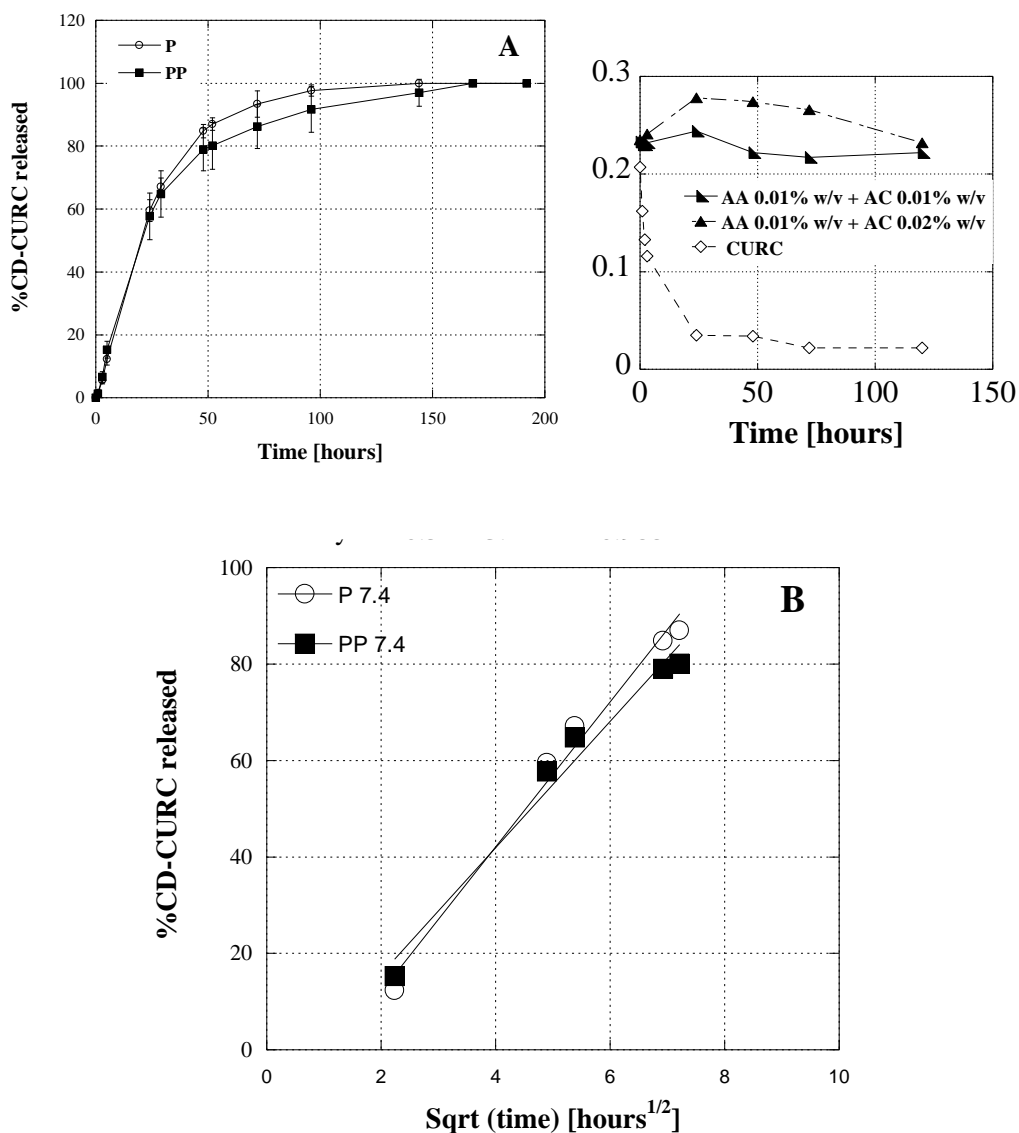 120
100
80
60
40
20
0
%CD-CURC released
P
PP
A
0 50 100 150 200
Time [hours]
0.3
0.2
0.1
0
AA 0.01% w/v + AC 0.01% w/v
AA 0.01% w/v + AC 0.02% w/v
CURC
0 50 100 150
Time [hours]
100
80
60
40
20
0
%CD-CURC released
P 7.4
PP 7.4
B
0 2 4 6 8 10
Sqrt (time) [hours^1/2]